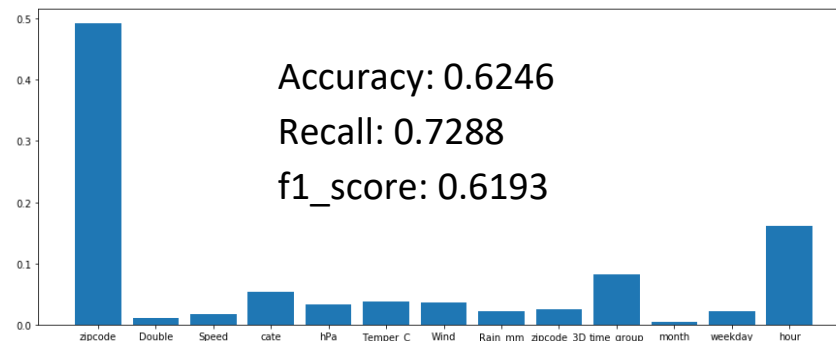 0.5
0.4
0.3
0.2
0.1
0.0
Accuracy: 0.6246
Recall: 0.7288
f1_score: 0.6193
zipcode Double Speed cate hPa Temper_C Wind Rain_mm zipcode_3D time_group month weekday hour